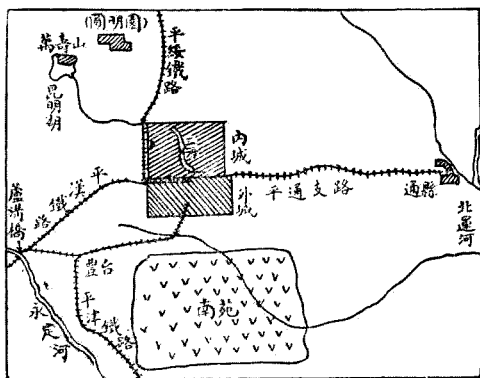 (圓明園)
萬壽山
昆明湖
平綏鐵路
內城
外城
平通支路
通縣
北運河
平漢鐵路
蘆溝橋
豐台
平津鐵路
永定河
南苑